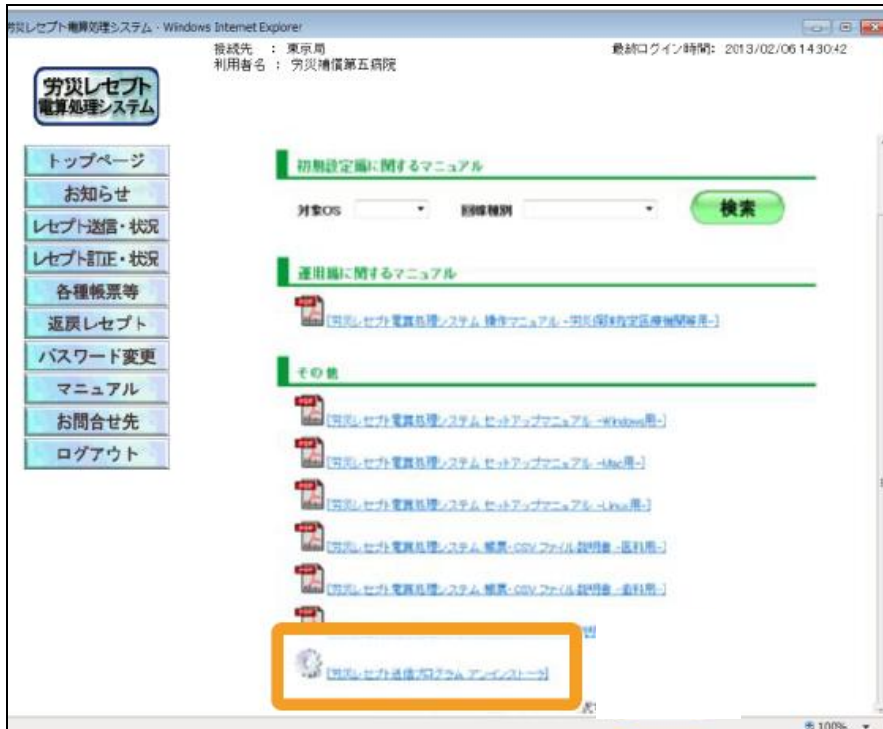 労災レセプト電算処理システム - Windows Internet Explorer
接続先 : 東京局
最終ログイン時間: 2013/02/06 14:30:42
利用者名 : 労災補償第五病院
労災レセプト
電算処理システム
トップページ
お知らせ
レセプト送信・状況
レセプト訂正・状況
各種帳票等
返戻レセプト
パスワード変更
マニュアル
お問合せ先
ログアウト
初期設定編に関するマニュアル
対象OS
回線種別
検索
運用編に関するマニュアル
[労災レセプト電算処理システム 操作マニュアル -労災保険指定医療機関等用-]
その他
[労災レセプト電算処理システム セットアップマニュアル -Windows用-]
[労災レセプト電算処理システム セットアップマニュアル -Mac用-]
[労災レセプト電算処理システム セットアップマニュアル -Linux用-]
[労災レセプト電算処理システム 帳票・CSV ファイル説明書 -医科用-]
[労災レセプト電算処理システム 帳票・CSV ファイル説明書 -歯科用-]
[労災レセプト送信プログラム アンインストーラ]
100%